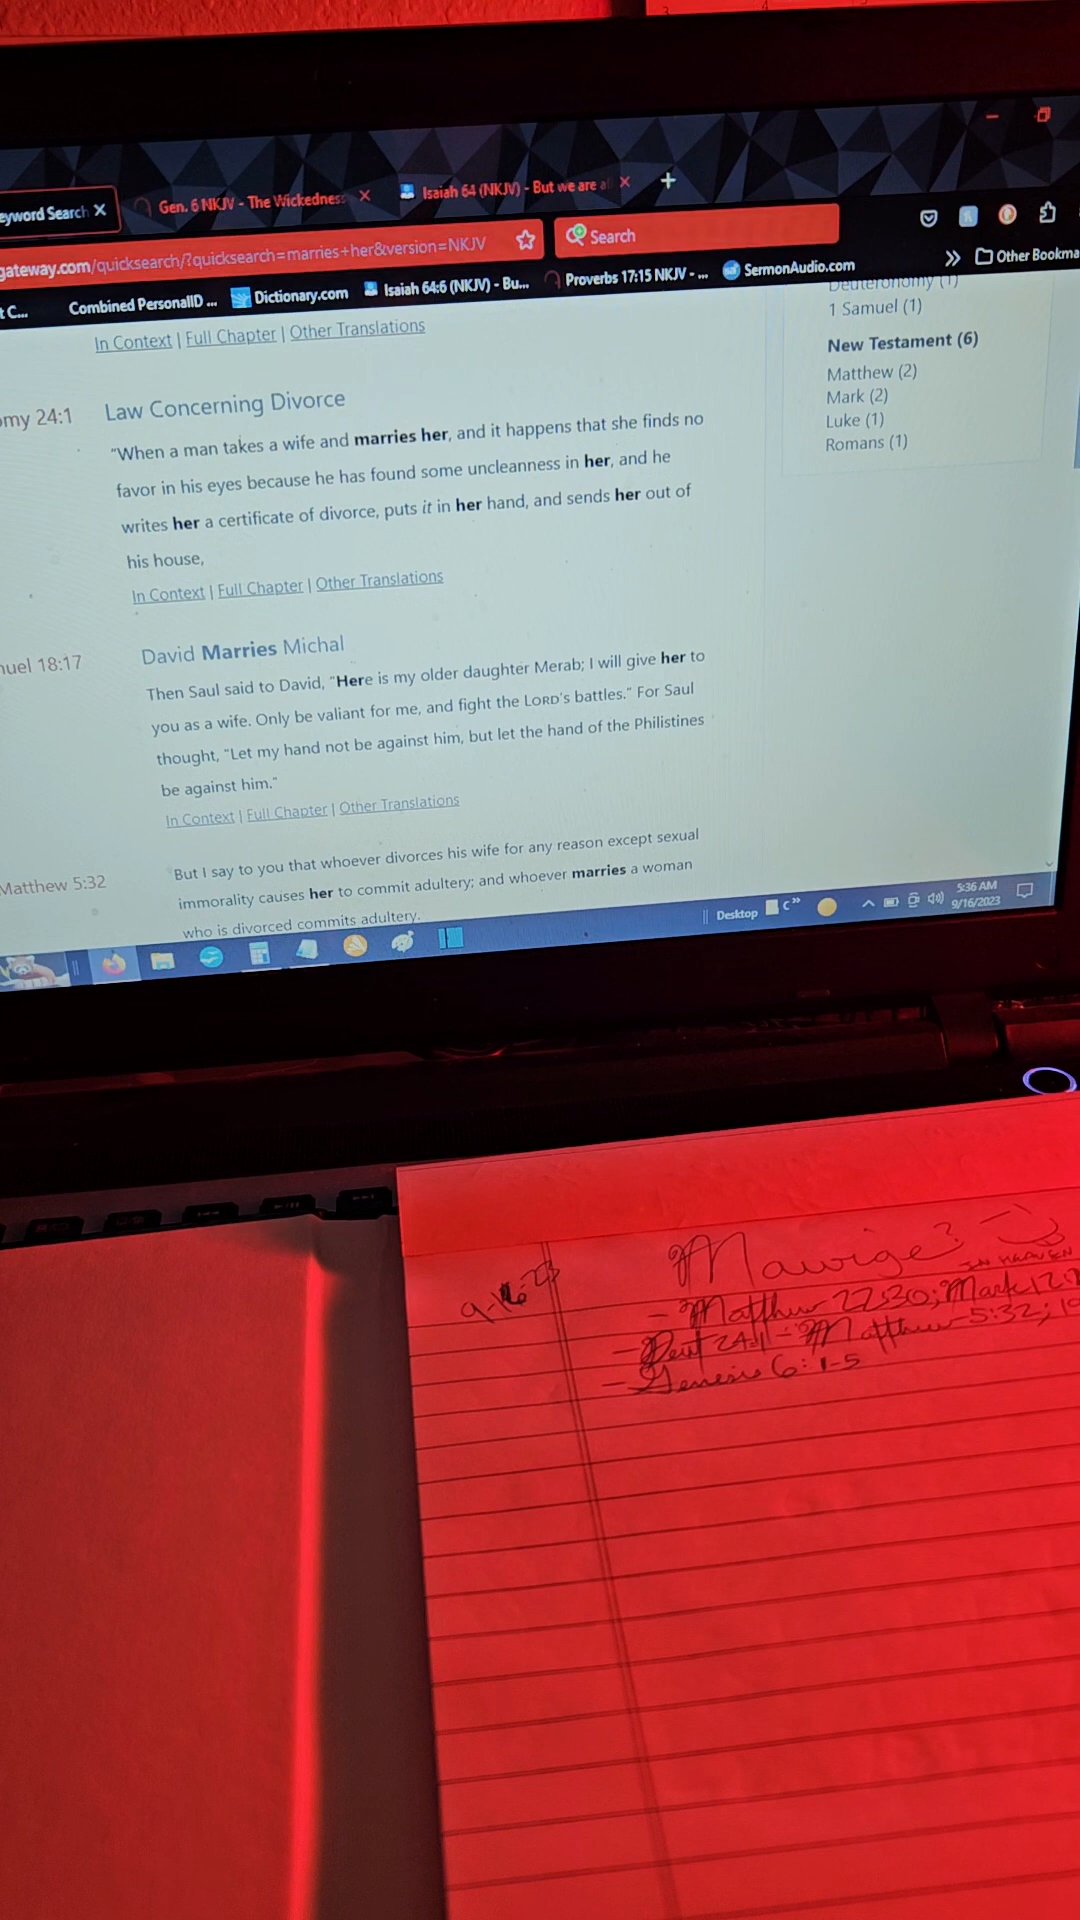 3 4
eyword Search
Gen. 6 NKJV - The Wickednes
Isaiah 64 (NKJV) - But we are a
gateway.com/quicksearch/?quicksearch=marries+her&version=NKJV
Search
t C...
Combined PersonalID ...
Dictionary.com
Isaiah 64:6 (NKJV) - Bu...
Proverbs 17:15 NKJV - ...
SermonAudio.com
Other Bookma
Deuteronomy (1)
1 Samuel (1)
New Testament (6)
Matthew (2)
Mark (2)
Luke (1)
Romans (1)
In Context | Full Chapter | Other Translations
omy 24:1
Law Concerning Divorce
"When a man takes a wife and marries her, and it happens that she finds no
favor in his eyes because he has found some uncleanness in her, and he
writes her a certificate of divorce, puts it in her hand, and sends her out of
his house,
In Context | Full Chapter | Other Translations
nuel 18:17
David Marries Michal
Then Saul said to David, "Here is my older daughter Merab; I will give her to
you as a wife. Only be valiant for me, and fight the LORD's battles." For Saul
thought, "Let my hand not be against him, but let the hand of the Philistines
be against him."
In Context | Full Chapter | Other Translations
Matthew 5:32
But I say to you that whoever divorces his wife for any reason except sexual
immorality causes her to commit adultery; and whoever marries a woman
who is divorced commits adultery.
Desktop
C
5:36 AM
9/16/2023
9-16-23
Mawige?
IN HEAVEN
- Matthew 22:30; Mark 12:2
- Deut 24:1 - Matthew 5:32; 19
- Genesis 6:1-5